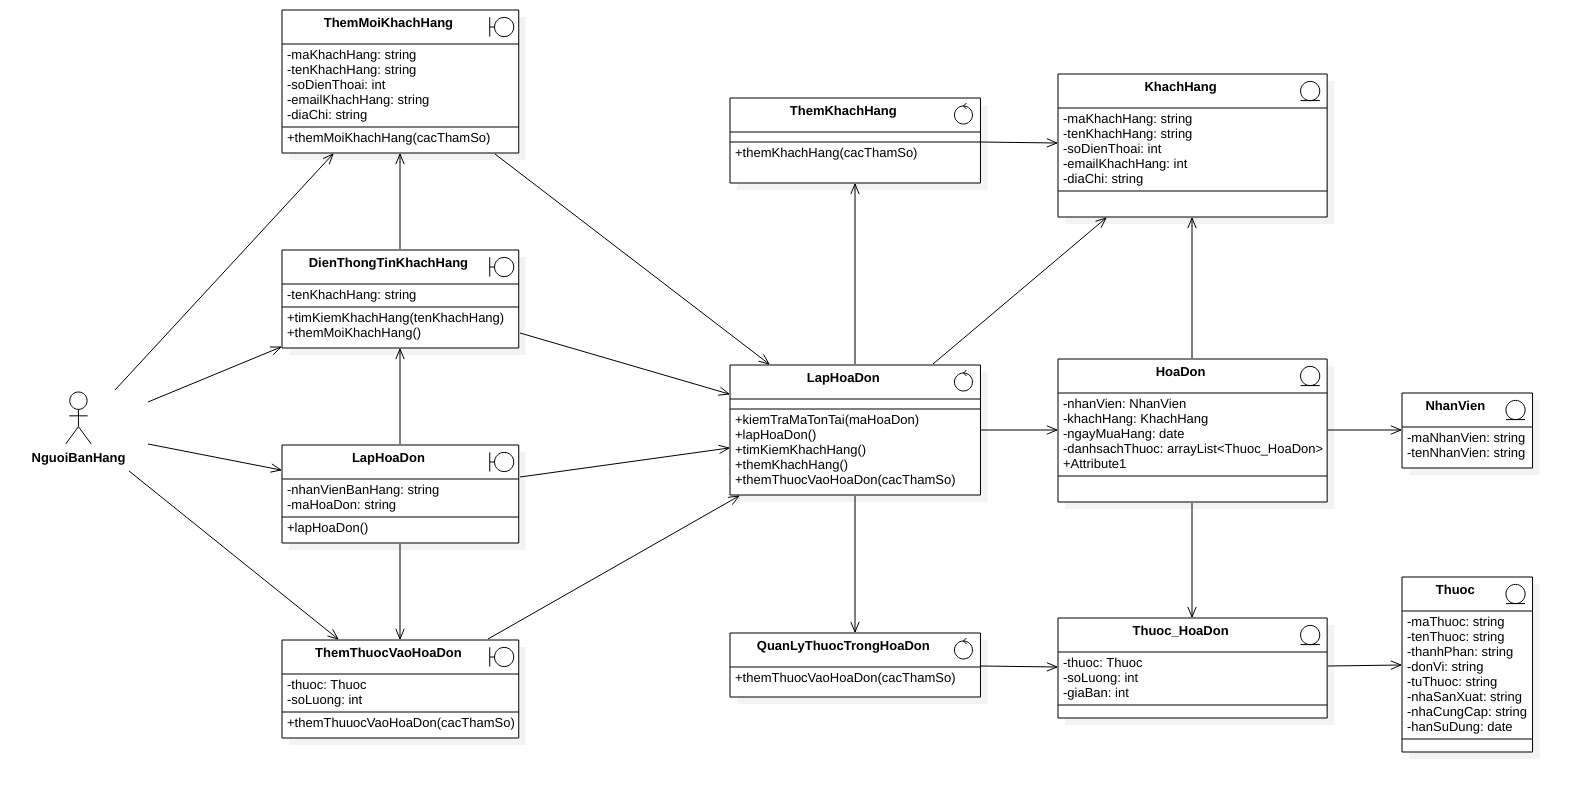 ThemMoiKhachHang
-maKhachHang: string
-tenKhachHang: string
-soDienThoai: int
-emailKhachHang: string
-diaChi: string
+themMoiKhachHang(cacThamSo)
ThemKhachHang
+themKhachHang(cacThamSo)
KhachHang
-maKhachHang: string
-tenKhachHang: string
-soDienThoai: int
-emailKhachHang: int
-diaChi: string
DienThongTinKhachHang
-tenKhachHang: string
+timKiemKhachHang(tenKhachHang)
+themMoiKhachHang()
NguoiBanHang
LapHoaDon
-nhanVienBanHang: string
-maHoaDon: string
+lapHoaDon()
LapHoaDon
+kiemTraMaTonTai(maHoaDon)
+lapHoaDon()
+timKiemKhachHang()
+themKhachHang()
+themThuocVaoHoaDon(cacThamSo)
HoaDon
-nhanVien: NhanVien
-khachHang: KhachHang
-ngayMuaHang: date
-danhsachThuoc: arrayList<Thuoc_HoaDon>
+Attribute1
NhanVien
-maNhanVien: string
-tenNhanVien: string
ThemThuocVaoHoaDon
-thuoc: Thuoc
-soLuong: int
+themThuuocVaoHoaDon(cacThamSo)
QuanLyThuocTrongHoaDon
+themThuocVaoHoaDon(cacThamSo)
Thuoc_HoaDon
-thuoc: Thuoc
-soLuong: int
-giaBan: int
Thuoc
-maThuoc: string
-tenThuoc: string
-thanhPhan: string
-donVi: string
-tuThuoc: string
-nhaSanXuat: string
-nhaCungCap: string
-hanSuDung: date